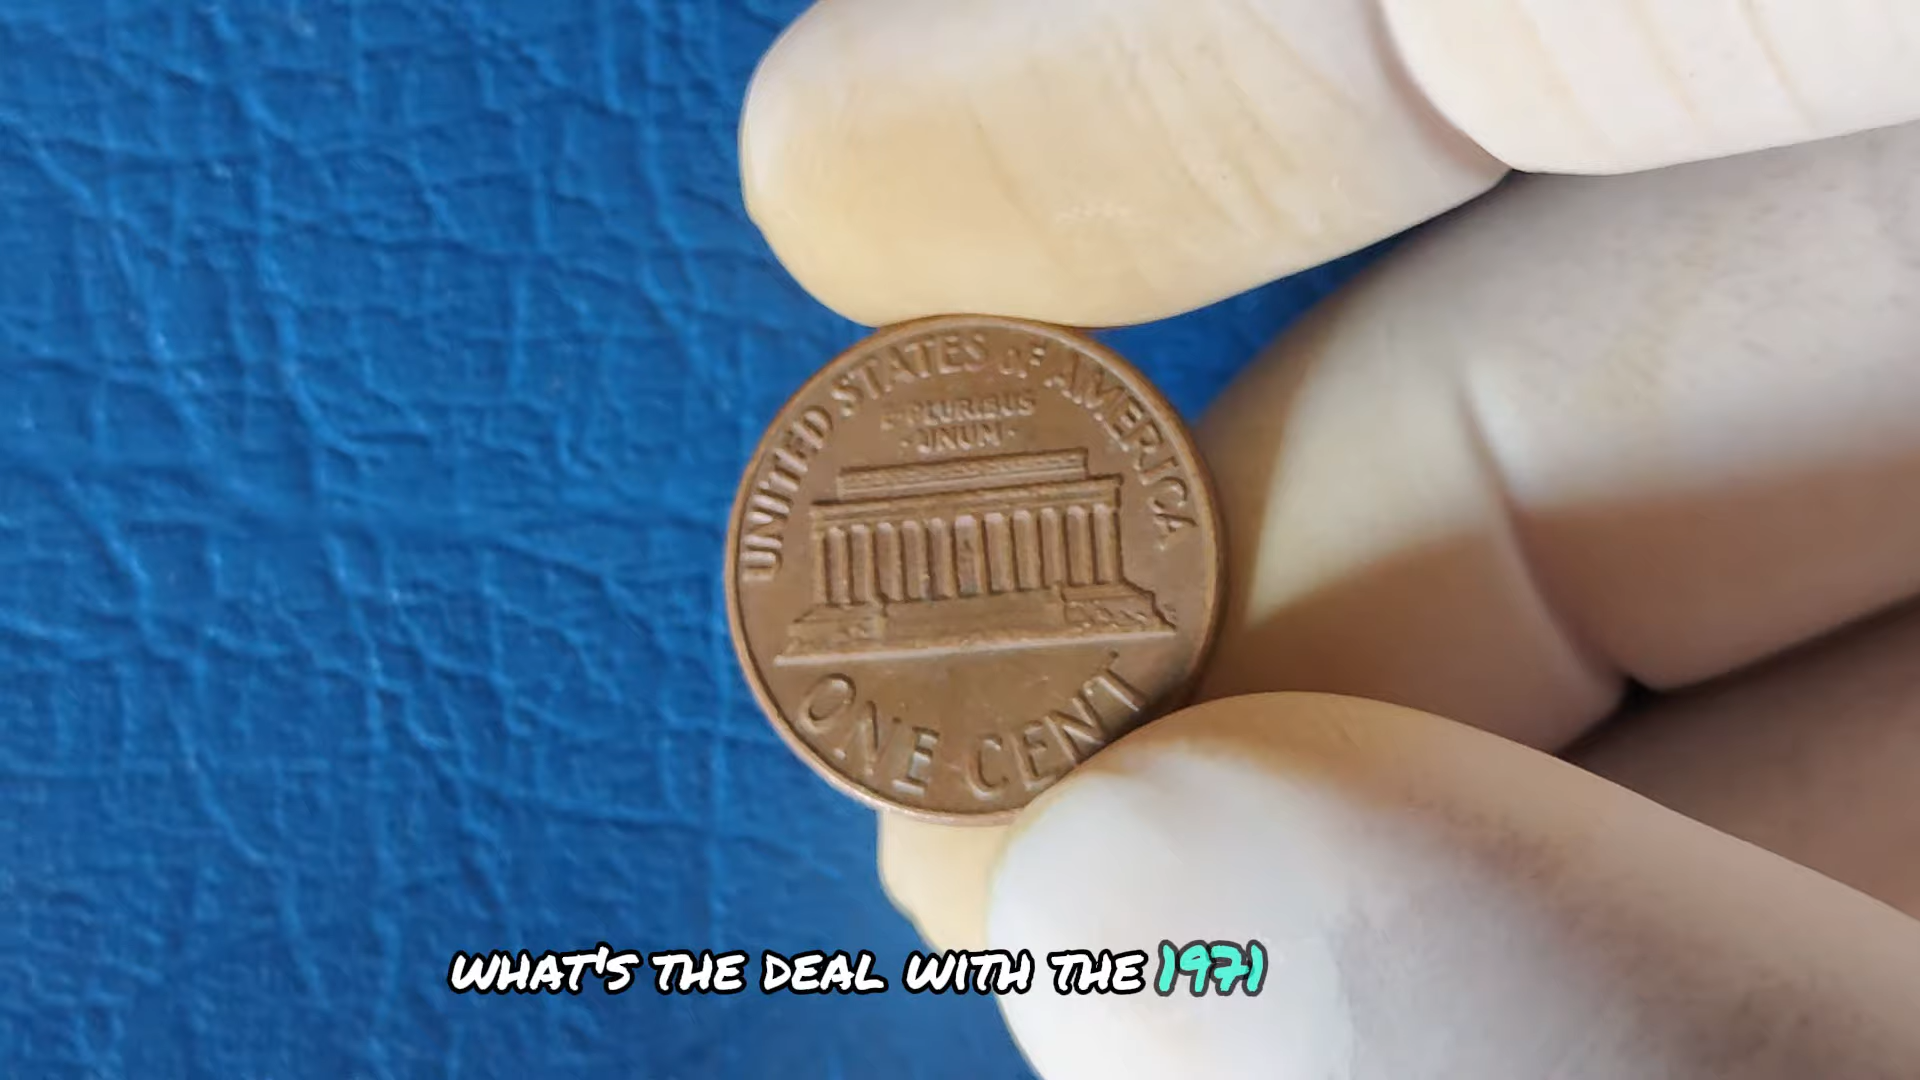 UNITED STATES OF AMERICA
E·PLURIBUS
·UNUM·
ONE CENT
WHAT'S THE DEAL WITH THE 1971